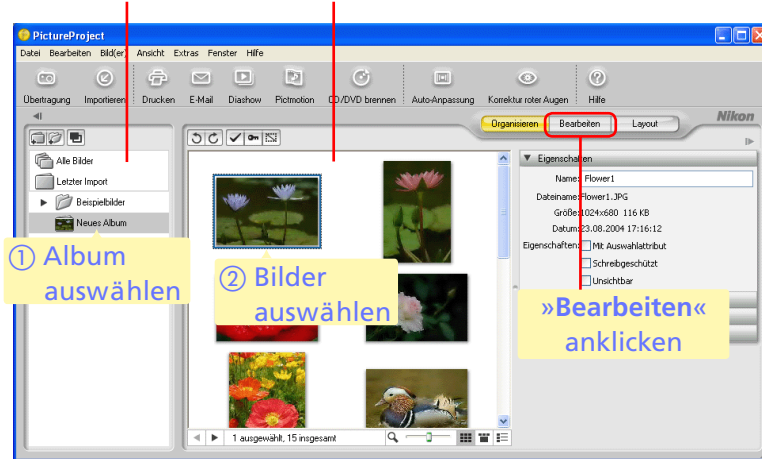 PictureProject
Datei Bearbeiten Bild(er) Ansicht Extras Fenster Hilfe
Übertragung Importieren Drucken E-Mail Diashow Pictmotion CD/DVD brennen Auto-Anpassung Korrektur roter Augen Hilfe
Organisieren Bearbeiten Layout Nikon
Alle Bilder
Letzter Import
Beispielbilder
Neues Album
① Album
auswählen
② Bilder
auswählen
Eigenschaften
Name: Flower1
Dateiname: Flower1.JPG
Größe: 1024x680 116 KB
Datum: 23.08.2004 17:16:12
Eigenschaften: Mit Auswahlattribut
Schreibgeschützt
Unsichtbar
»Bearbeiten«
anklicken
1 ausgewählt, 15 insgesamt